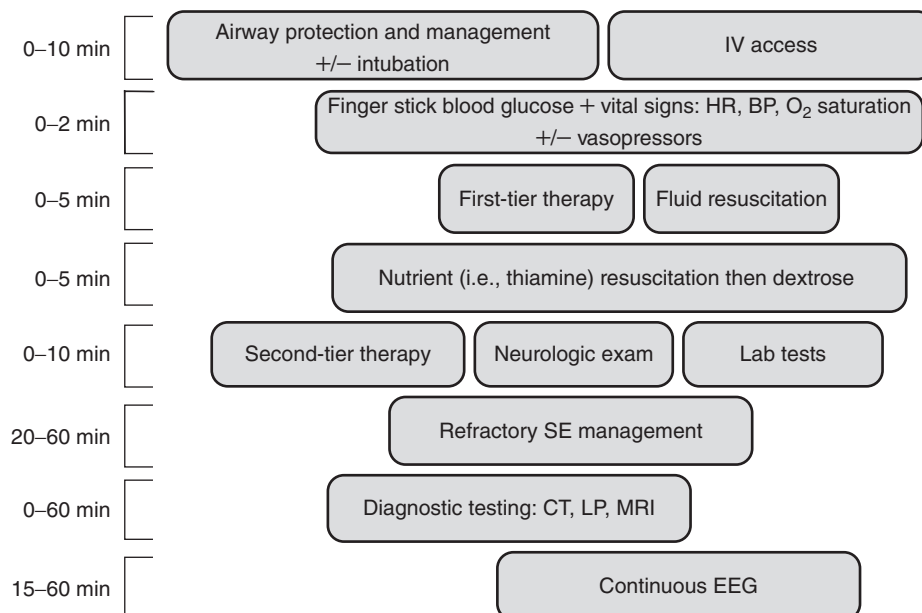 0–10 min
Airway protection and management
+/− intubation
IV access
0–2 min
Finger stick blood glucose + vital signs: HR, BP, O₂ saturation
+/− vasopressors
0–5 min
First-tier therapy
Fluid resuscitation
0–5 min
Nutrient (i.e., thiamine) resuscitation then dextrose
0–10 min
Second-tier therapy
Neurologic exam
Lab tests
20–60 min
Refractory SE management
0–60 min
Diagnostic testing: CT, LP, MRI
15–60 min
Continuous EEG